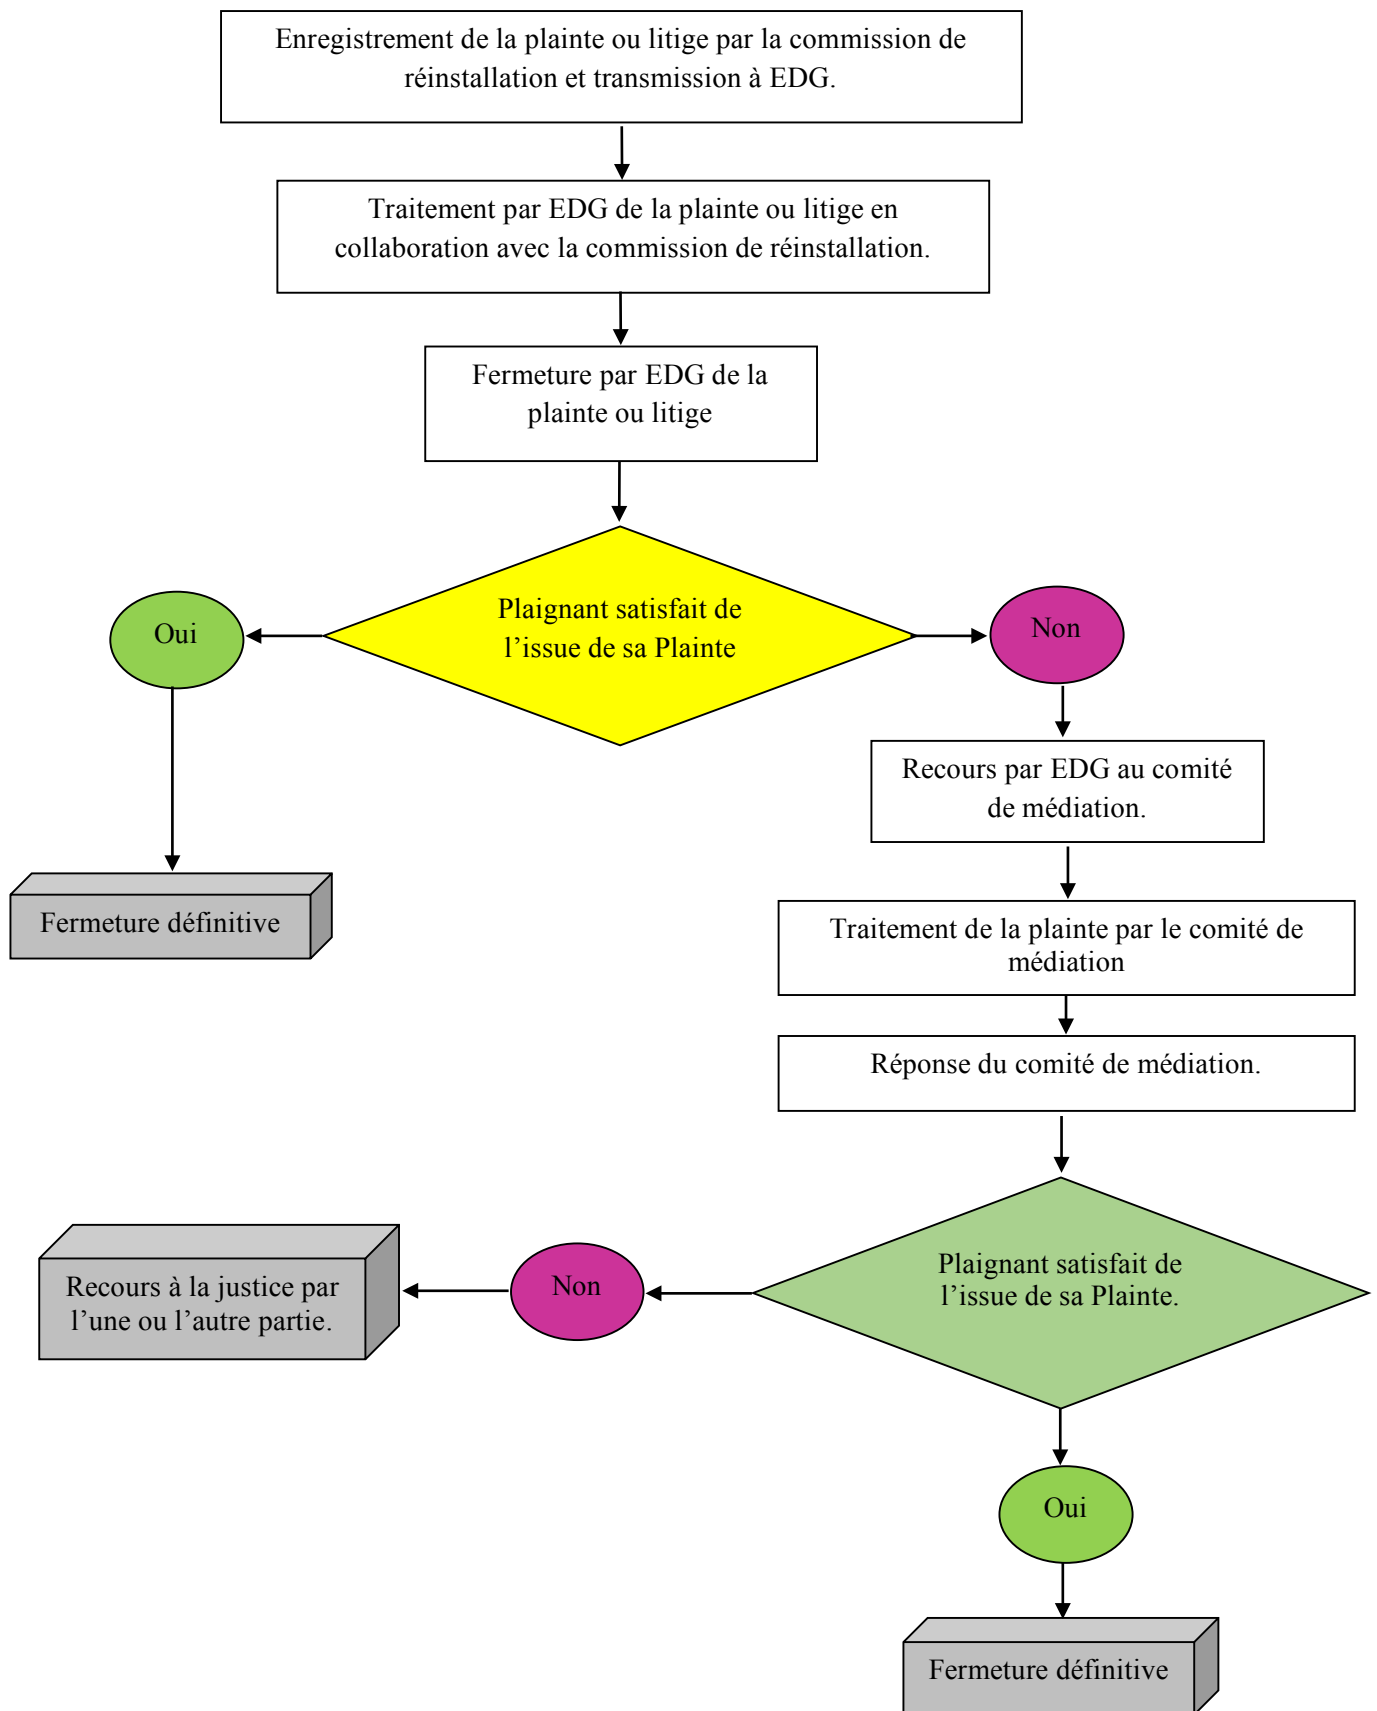 Enregistrement de la plainte ou litige par la commission de
réinstallation et transmission à EDG.
Traitement par EDG de la plainte ou litige en
collaboration avec la commission de réinstallation.
Fermeture par EDG de la
plainte ou litige
Plaignant satisfait de
l’issue de sa Plainte
Oui
Non
Recours par EDG au comité
de médiation.
Fermeture définitive
Traitement de la plainte par le comité de
médiation
Réponse du comité de médiation.
Plaignant satisfait de
l’issue de sa Plainte.
Non
Recours à la justice par
l’une ou l’autre partie.
Oui
Fermeture définitive